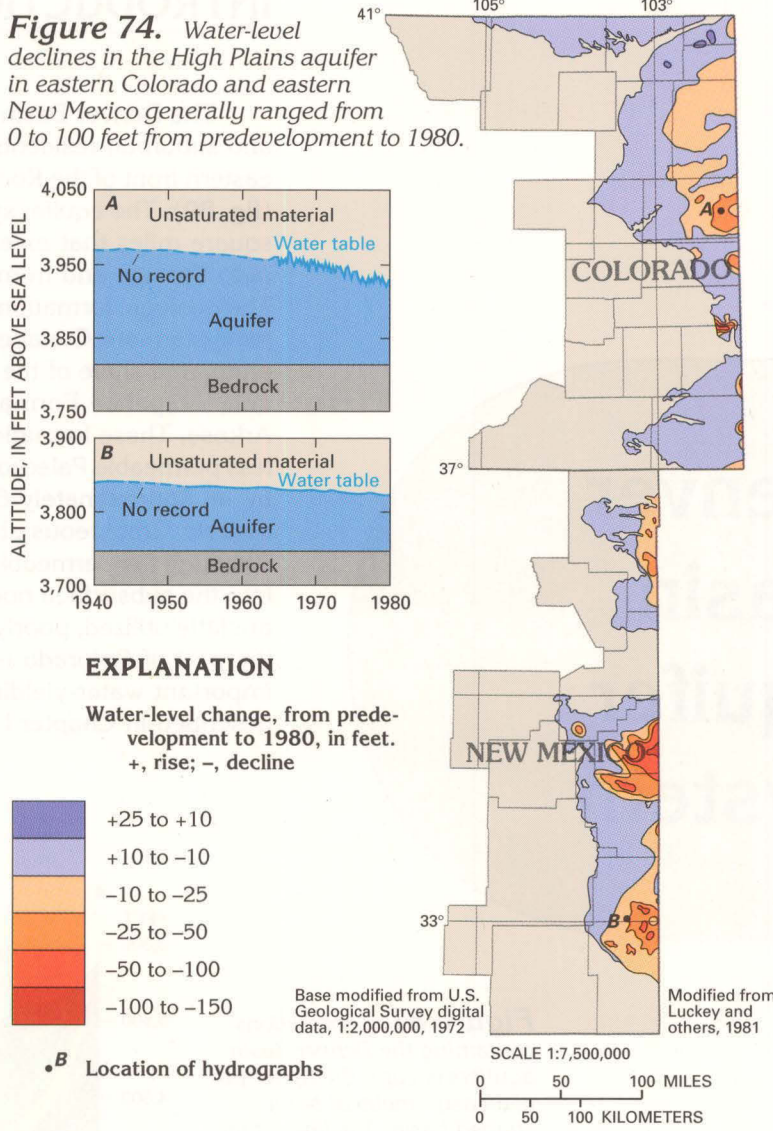 Figure 74. Water-level
declines in the High Plains aquifer
in eastern Colorado and eastern
New Mexico generally ranged from
0 to 100 feet from predevelopment to 1980.
41°
105°
103°
ALTITUDE, IN FEET ABOVE SEA LEVEL
4,050
3,950
3,850
3,750
A
Unsaturated material
Water table
No record
Aquifer
Bedrock
3,900
3,800
3,700
B
Unsaturated material
Water table
No record
Aquifer
Bedrock
1940 1950 1960 1970 1980
A
COLORADO
37°
NEW MEXICO
33°
B
EXPLANATION
Water-level change, from prede-
velopment to 1980, in feet.
+, rise; –, decline
+25 to +10
+10 to –10
–10 to –25
–25 to –50
–50 to –100
–100 to –150
B Location of hydrographs
Base modified from U.S.
Geological Survey digital
data, 1:2,000,000, 1972
Modified from
Luckey and
others, 1981
SCALE 1:7,500,000
0 50 100 MILES
0 50 100 KILOMETERS